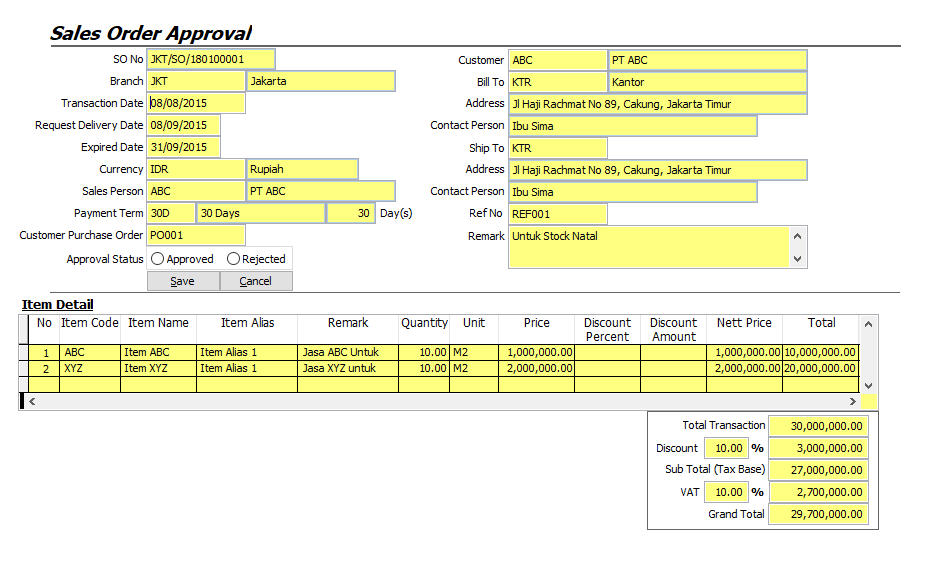 Sales Order Approval
SO No JKT/SO/180100001
Branch JKT Jakarta
Transaction Date 08/08/2015
Request Delivery Date 08/09/2015
Expired Date 31/09/2015
Currency IDR Rupiah
Sales Person ABC PT ABC
Payment Term 30D 30 Days 30 Day(s)
Customer Purchase Order PO001
Approval Status Approved Rejected
Save Cancel
Customer ABC PT ABC
Bill To KTR Kantor
Address Jl Haji Rachmat No 89, Cakung, Jakarta Timur
Contact Person Ibu Sima
Ship To KTR
Address Jl Haji Rachmat No 89, Cakung, Jakarta Timur
Contact Person Ibu Sima
Ref No REF001
Remark Untuk Stock Natal
Item Detail
No Item Code Item Name Item Alias Remark Quantity Unit Price Discount Percent Discount Amount Nett Price Total
1 ABC Item ABC Item Alias 1 Jasa ABC Untuk 10.00 M2 1,000,000.00 1,000,000.00 10,000,000.00
2 XYZ Item XYZ Item Alias 1 Jasa XYZ untuk 10.00 M2 2,000,000.00 2,000,000.00 20,000,000.00
Total Transaction 30,000,000.00
Discount 10.00 % 3,000,000.00
Sub Total (Tax Base) 27,000,000.00
VAT 10.00 % 2,700,000.00
Grand Total 29,700,000.00